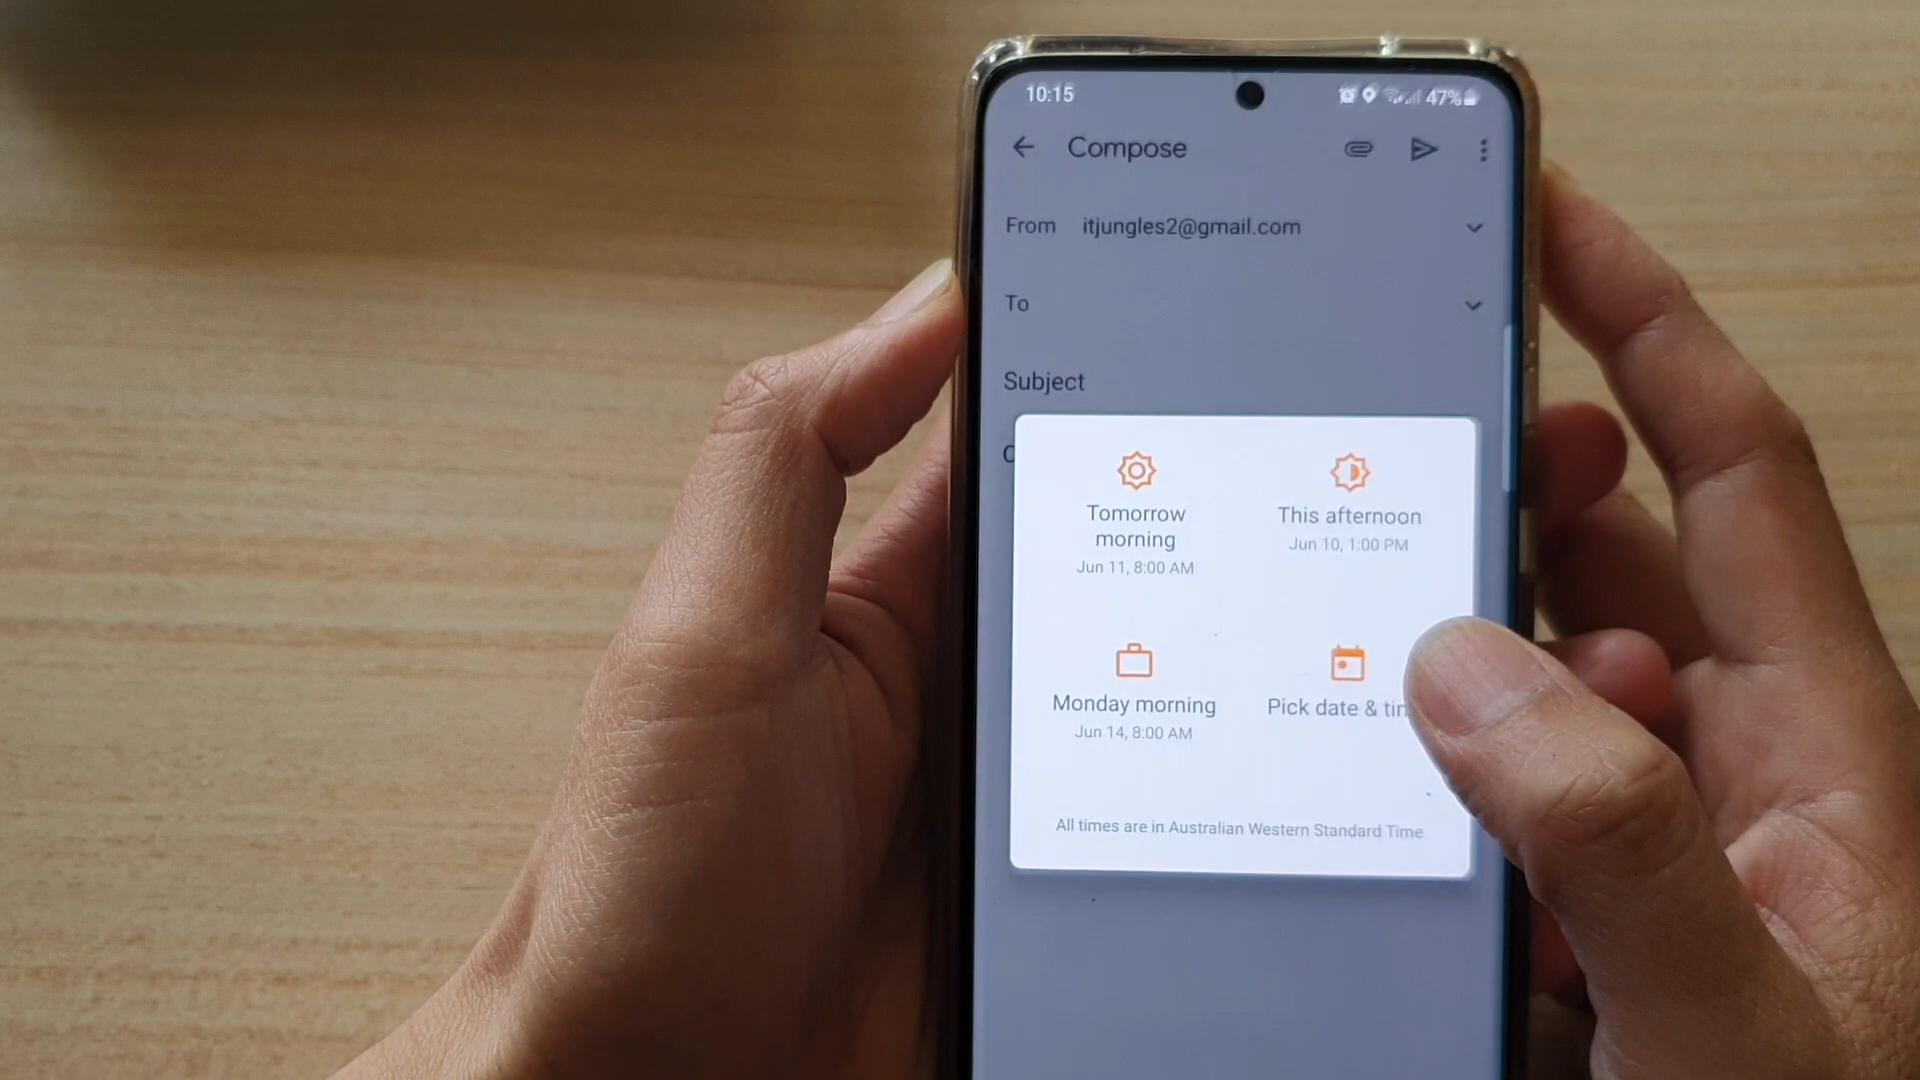 10:15 47%
Compose
From itjungles2@gmail.com
To
Subject
C
Tomorrow
morning
Jun 11, 8:00 AM
This afternoon
Jun 10, 1:00 PM
Monday morning
Jun 14, 8:00 AM
Pick date &
All times are in Australian Western Standard Time